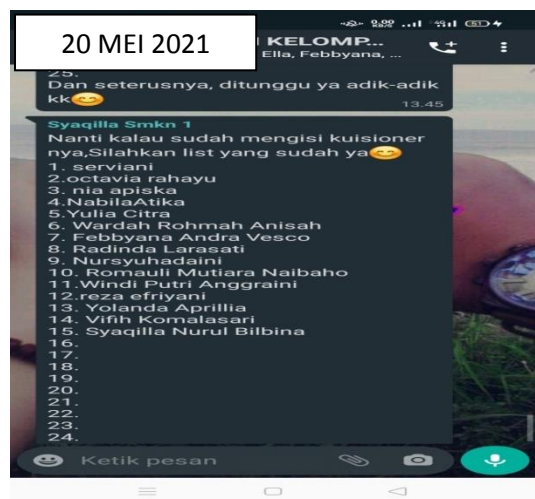 20 MEI 2021
KELOMP...
Ella, Febbyana, ...
25.
Dan seterusnya, ditunggu ya adik-adik
kk😊
13.45
Syaqilla Smkn 1
Nanti kalau sudah mengisi kuisioner
nya,Silahkan list yang sudah ya😊
1. serviani
2.octavia rahayu
3. nia apiska
4.NabilaAtika
5.Yulia Citra
6. Wardah Rohmah Anisah
7. Febbyana Andra Vesco
8. Radinda Larasati
9. Nursyuhadaini
10. Romauli Mutiara Naibaho
11.Windi Putri Anggraini
12.reza efriyani
13. Yolanda Aprillia
14. Vifih Komalasari
15. Syaqilla Nurul Bilbina
16.
17.
18.
19.
20.
21.
22.
23.
24.
Ketik pesan